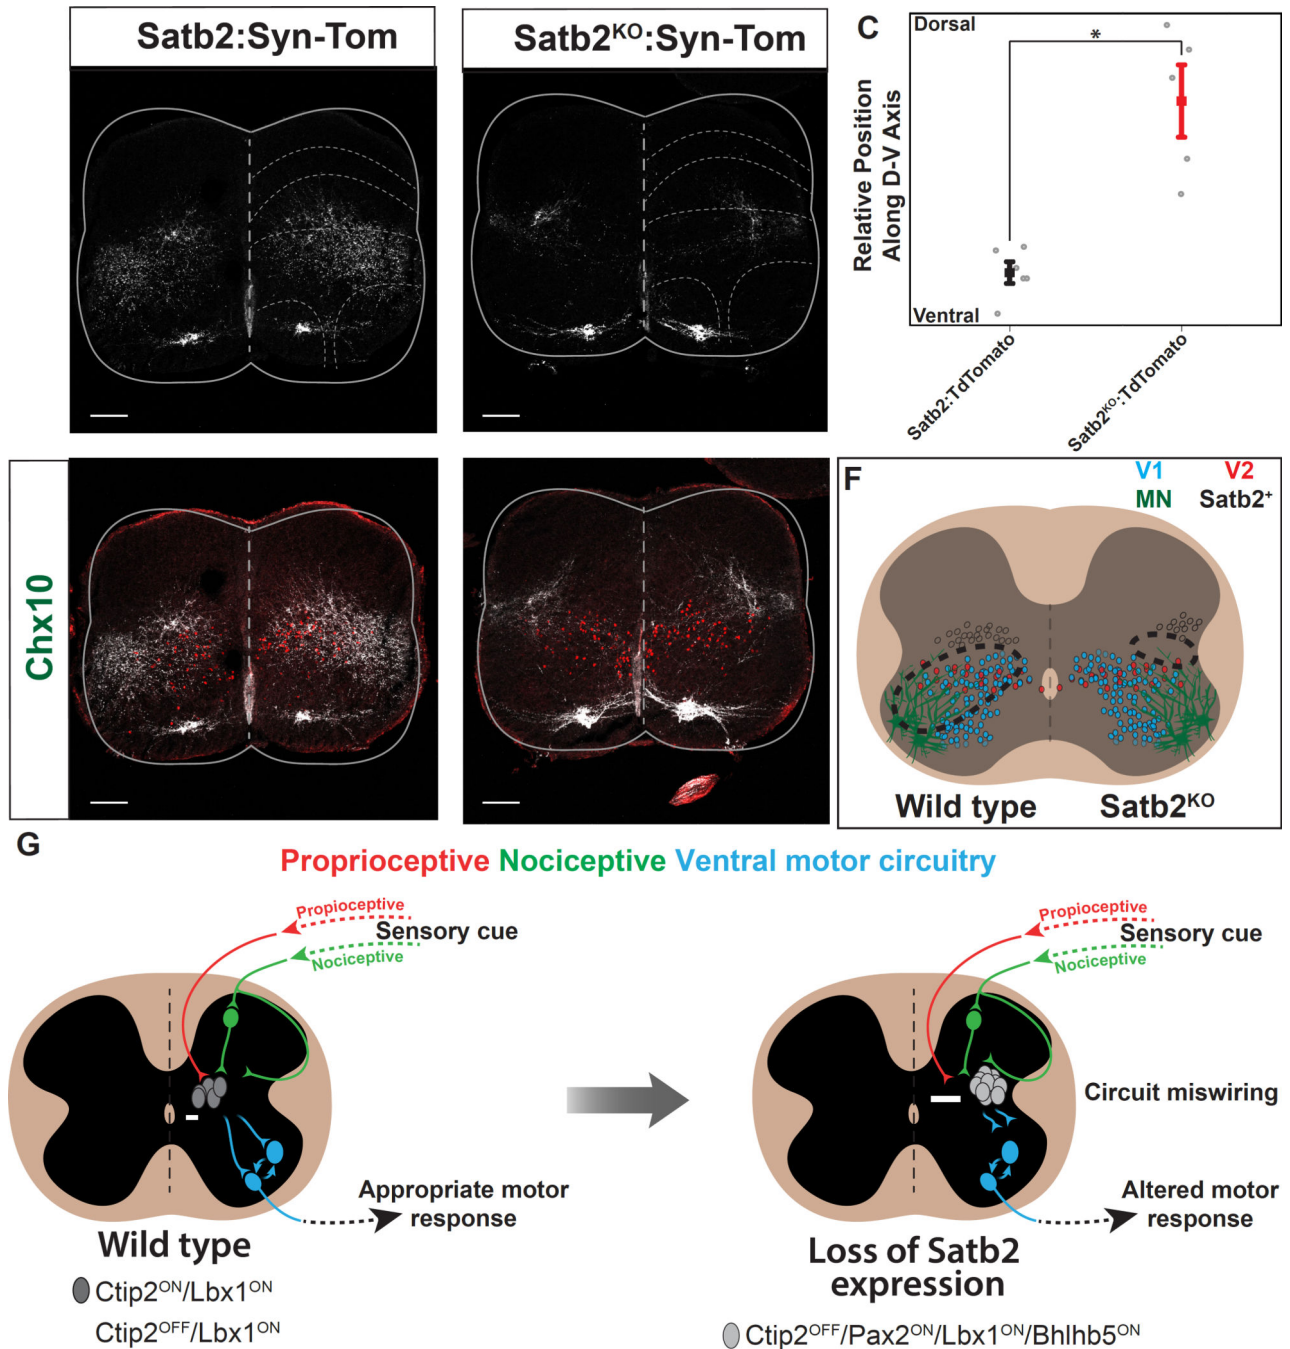 Satb2:Syn-Tom
Satb2ᴷᴼ:Syn-Tom
C
Dorsal
*
Relative Position
Along D-V Axis
Ventral
Satb2:TdTomato
Satb2ᴷᴼ:TdTomato
Chx10
F
V1 V2
MN Satb2⁺
Wild type Satb2ᴷᴼ
G
Proprioceptive Nociceptive Ventral motor circuitry
Propioceptive
Sensory cue
Nociceptive
Appropriate motor
response
Wild type
Ctip2ᴼᴺ/Lbx1ᴼᴺ
Ctip2ᴼFF/Lbx1ᴼᴺ
Propioceptive
Sensory cue
Nociceptive
Circuit miswiring
Altered motor
response
Loss of Satb2
expression
Ctip2ᴼFF/Pax2ᴼᴺ/Lbx1ᴼᴺ/Bhlhb5ᴼᴺ